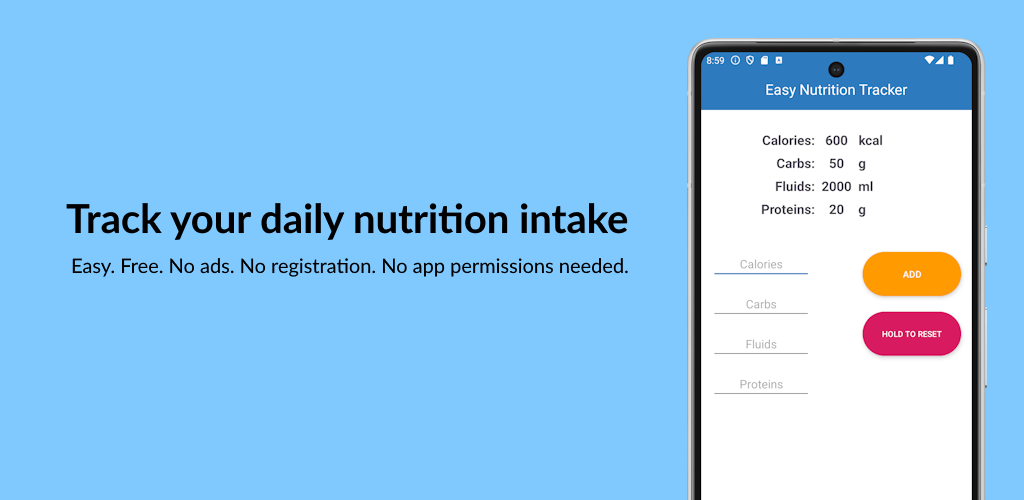 Track your daily nutrition intake
Easy. Free. No ads. No registration. No app permissions needed.
8:59
Easy Nutrition Tracker
Calories: 600 kcal
Carbs: 50 g
Fluids: 2000 ml
Proteins: 20 g
Calories
ADD
Carbs
HOLD TO RESET
Fluids
Proteins